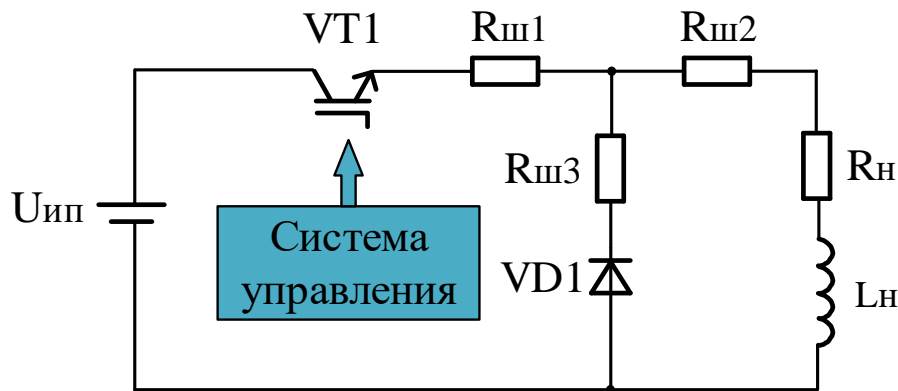 VT1
Rш1
Rш2
Rш3
Rн
Uип
Система
управления
VD1
Lн